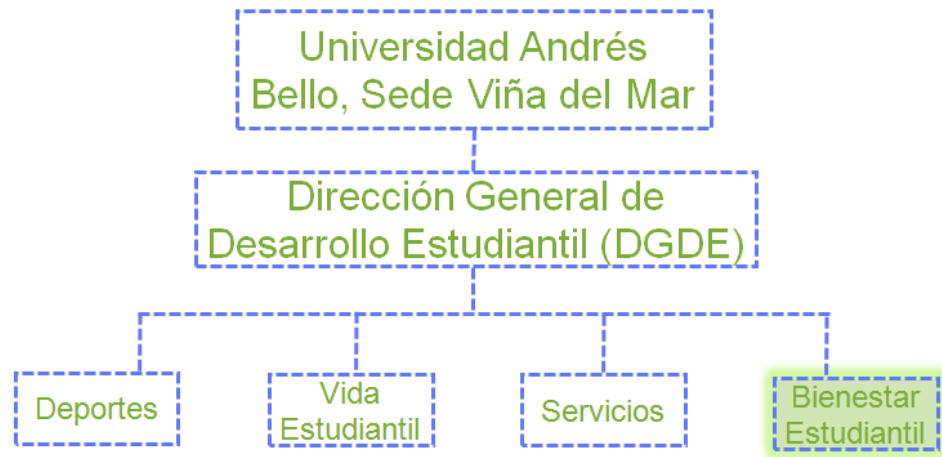 Universidad Andrés
Bello, Sede Viña del Mar
Dirección General de
Desarrollo Estudiantil (DGDE)
Deportes
Vida
Estudiantil
Servicios
Bienestar
Estudiantil